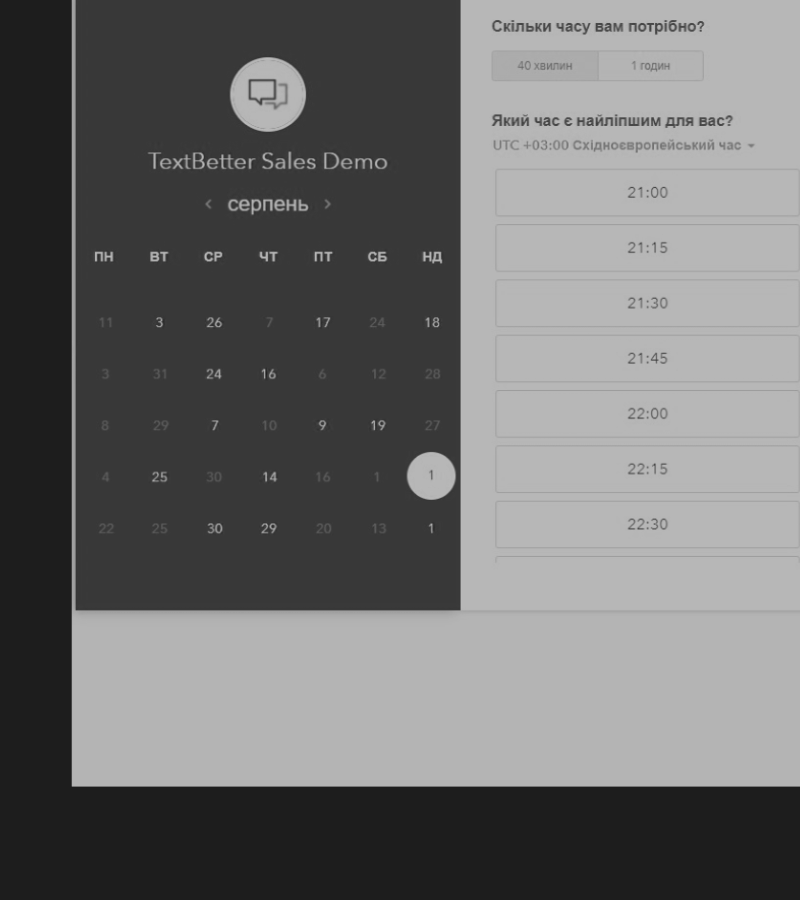 TextBetter Sales Demo
серпень
ПН ВТ СР ЧТ ПТ СБ НД
11 3 26 7 17 24 18
3 31 24 16 6 12 28
8 29 7 10 9 19 27
4 25 30 14 16 1 1
22 25 30 29 20 13 1
Скільки часу вам потрібно?
40 хвилин 1 годин
Який час є найліпшим для вас?
UTC +03:00 Східноєвропейський час
21:00
21:15
21:30
21:45
22:00
22:15
22:30